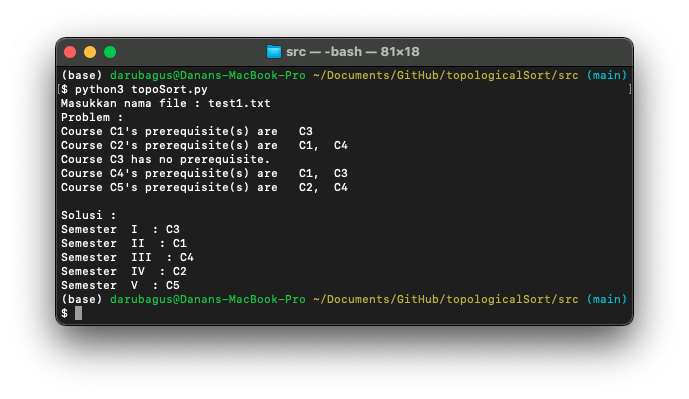 src — -bash — 81×18
(base) darubagus@Danans-MacBook-Pro ~/Documents/GitHub/topologicalSort/src (main)
[$ python3 topoSort.py ]
Masukkan nama file : test1.txt
Problem :
Course C1's prerequisite(s) are   C3
Course C2's prerequisite(s) are   C1,  C4
Course C3 has no prerequisite.
Course C4's prerequisite(s) are   C1,  C3
Course C5's prerequisite(s) are   C2,  C4

Solusi :
Semester  I  : C3
Semester  II  : C1
Semester  III  : C4
Semester  IV  : C2
Semester  V  : C5
(base) darubagus@Danans-MacBook-Pro ~/Documents/GitHub/topologicalSort/src (main)
$